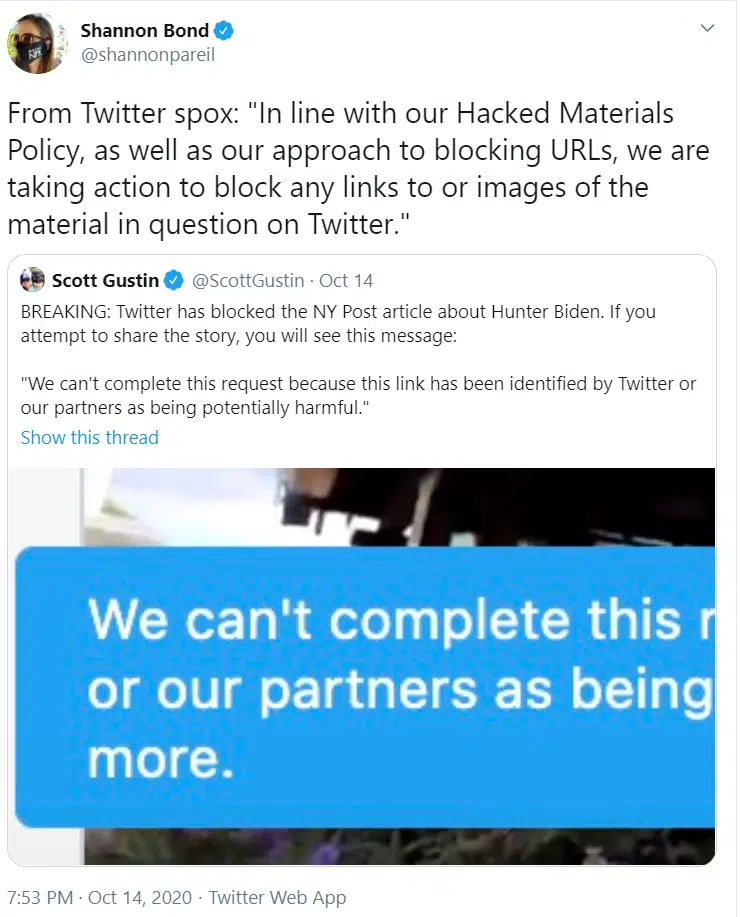 Shannon Bond
@shannonpareil
From Twitter spox: "In line with our Hacked Materials
Policy, as well as our approach to blocking URLs, we are
taking action to block any links to or images of the
material in question on Twitter."
Scott Gustin @ScottGustin · Oct 14
BREAKING: Twitter has blocked the NY Post article about Hunter Biden. If you
attempt to share the story, you will see this message:
"We can't complete this request because this link has been identified by Twitter or
our partners as being potentially harmful."
Show this thread
We can't complete this r
or our partners as being
more.
7:53 PM · Oct 14, 2020 · Twitter Web App